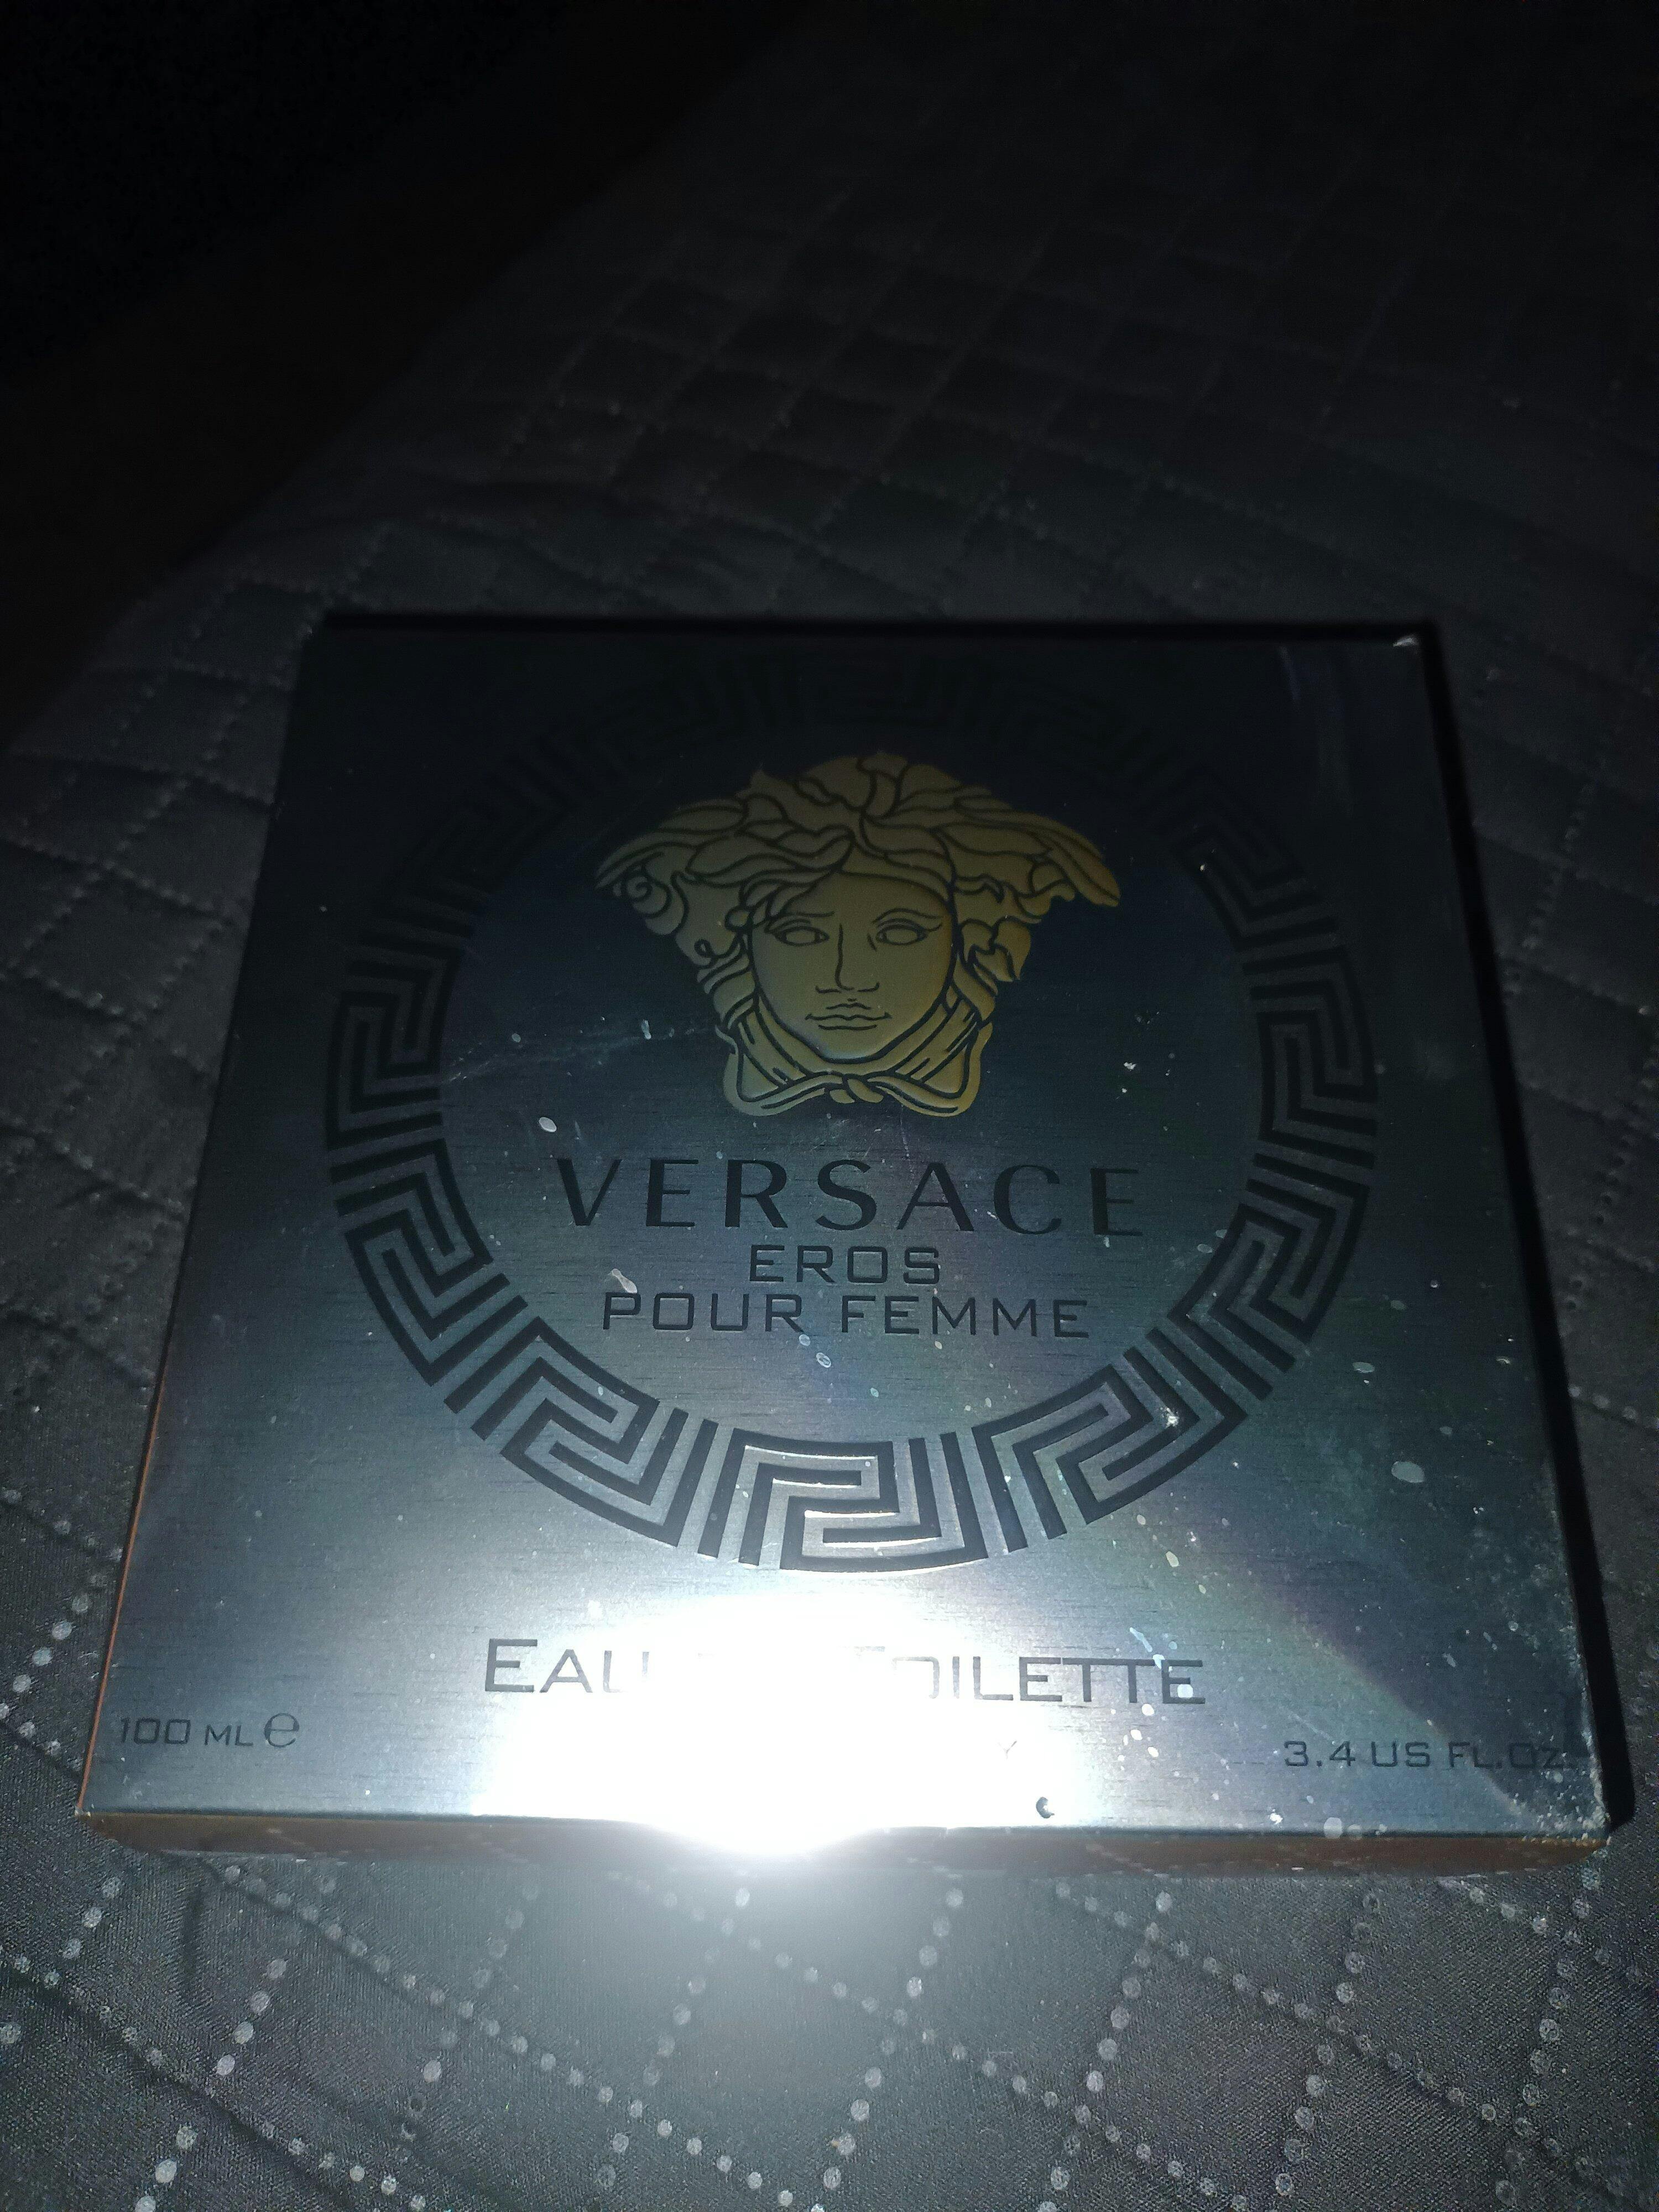 VERSACE
EROS
POUR FEMME
EAU TOILETTE
100 ML e
3.4 US FL.OZ